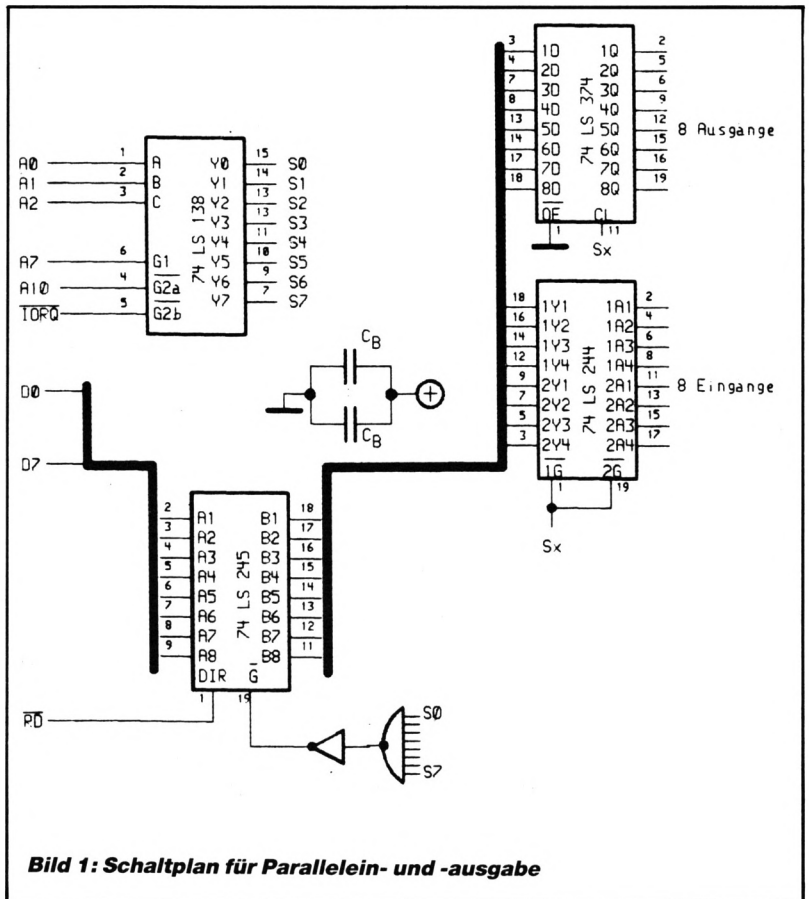 A0 1 A Y0 15 S0
A1 2 B Y1 14 S1
A2 3 C Y2 13 S2
Y3 13 S3
74 LS 138
Y4 11 S4
A7 6 G1 Y5 10 S5
A10 4 G2a Y6 9 S6
IORQ 5 G2b Y7 7 S7
3 1D 1Q 2
4 2D 2Q 5
7 3D 3Q 6
8 4D 4Q 9
13 5D 5Q 12
14 6D 6Q 15
17 7D 7Q 16
18 8D 8Q 19
74 LS 374
8 Ausgange
OE CL
1 11
Sx
18 1Y1 1A1 2
16 1Y2 1A2 4
14 1Y3 1A3 6
12 1Y4 1A4 8
9 2Y1 2A1 11
7 2Y2 2A2 13
5 2Y3 2A3 15
3 2Y4 2A4 17
74 LS 244
8 Eingange
1G 2G
1 19
Sx
CB
+
CB
D0
D7
2 A1 B1 18
3 A2 B2 17
4 A3 B3 16
5 A4 B4 15
6 A5 B5 14
7 A6 B6 13
8 A7 B7 12
9 A8 B8 11
74 LS 245
DIR G
1 19
RD
S0
S7
Bild 1: Schaltplan für Parallelein- und -ausgabe